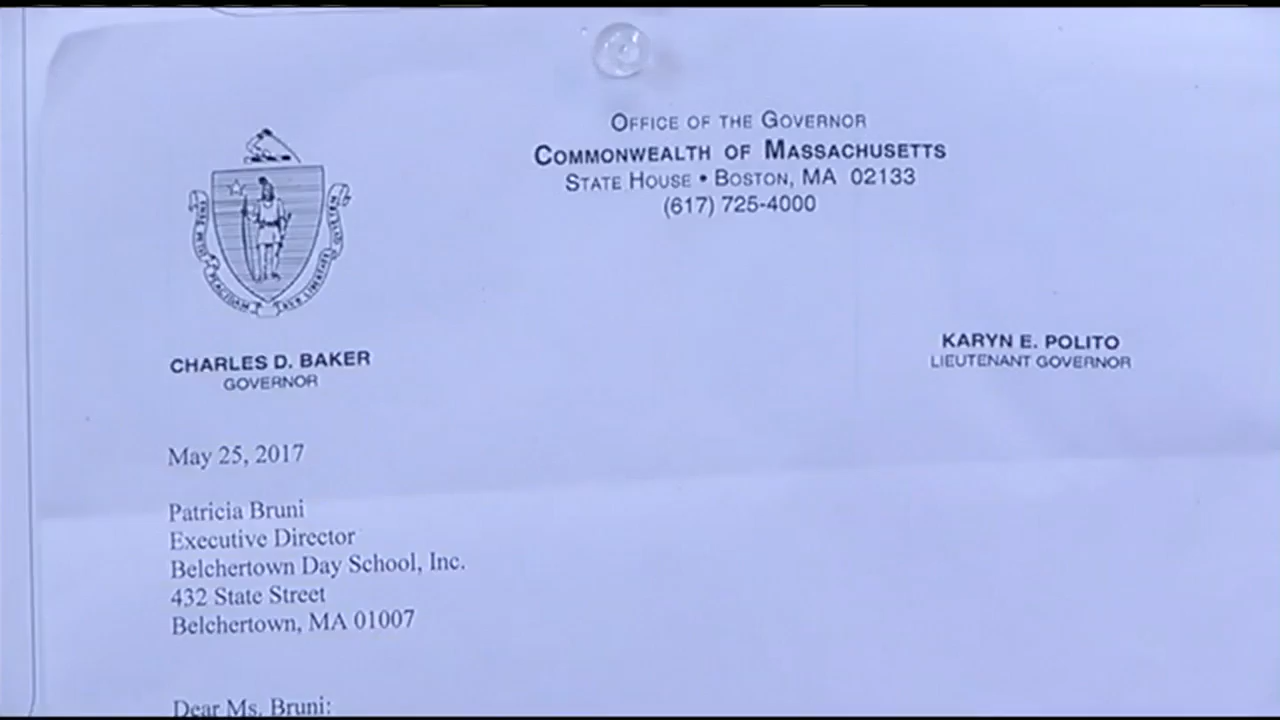 OFFICE OF THE GOVERNOR
COMMONWEALTH OF MASSACHUSETTS
STATE HOUSE • BOSTON, MA 02133
(617) 725-4000
CHARLES D. BAKER
GOVERNOR
KARYN E. POLITO
LIEUTENANT GOVERNOR
May 25, 2017
Patricia Bruni
Executive Director
Belchertown Day School, Inc.
432 State Street
Belchertown, MA 01007
Dear Ms. Bruni: